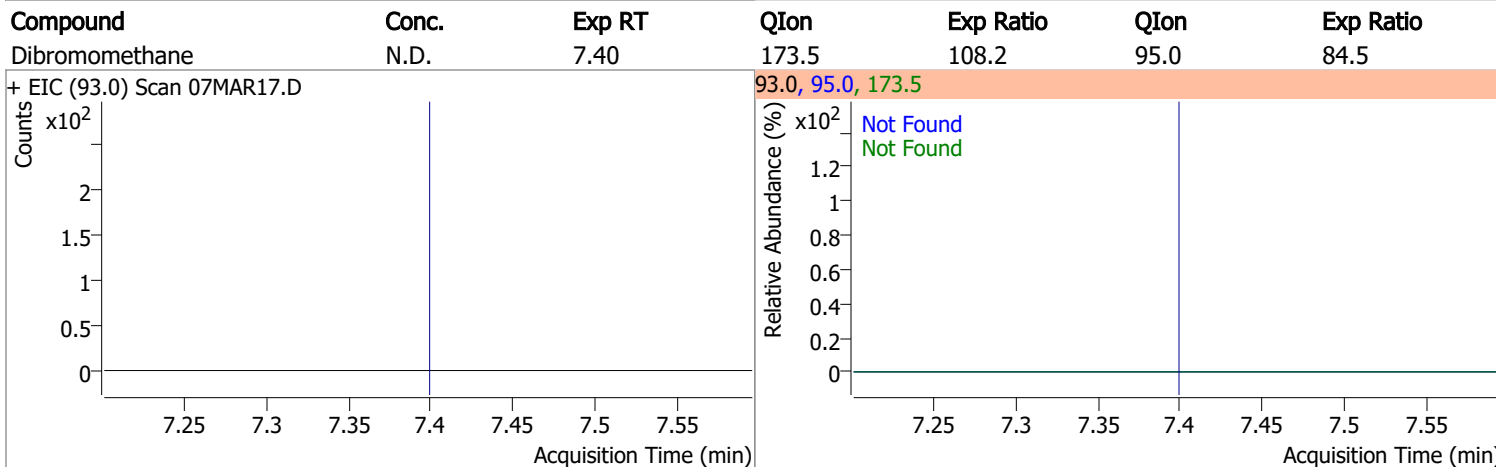 Compound Conc. Exp RT QIon Exp Ratio QIon Exp Ratio
Dibromomethane N.D. 7.40 173.5 108.2 95.0 84.5
+ EIC (93.0) Scan 07MAR17.D
Counts
x10²
2
1.5
1
0.5
0
7.25 7.3 7.35 7.4 7.45 7.5 7.55
Acquisition Time (min)
93.0, 95.0, 173.5
Relative Abundance (%)
x10²
Not Found
Not Found
1.2
1
0.8
0.6
0.4
0.2
0
7.25 7.3 7.35 7.4 7.45 7.5 7.55
Acquisition Time (min)